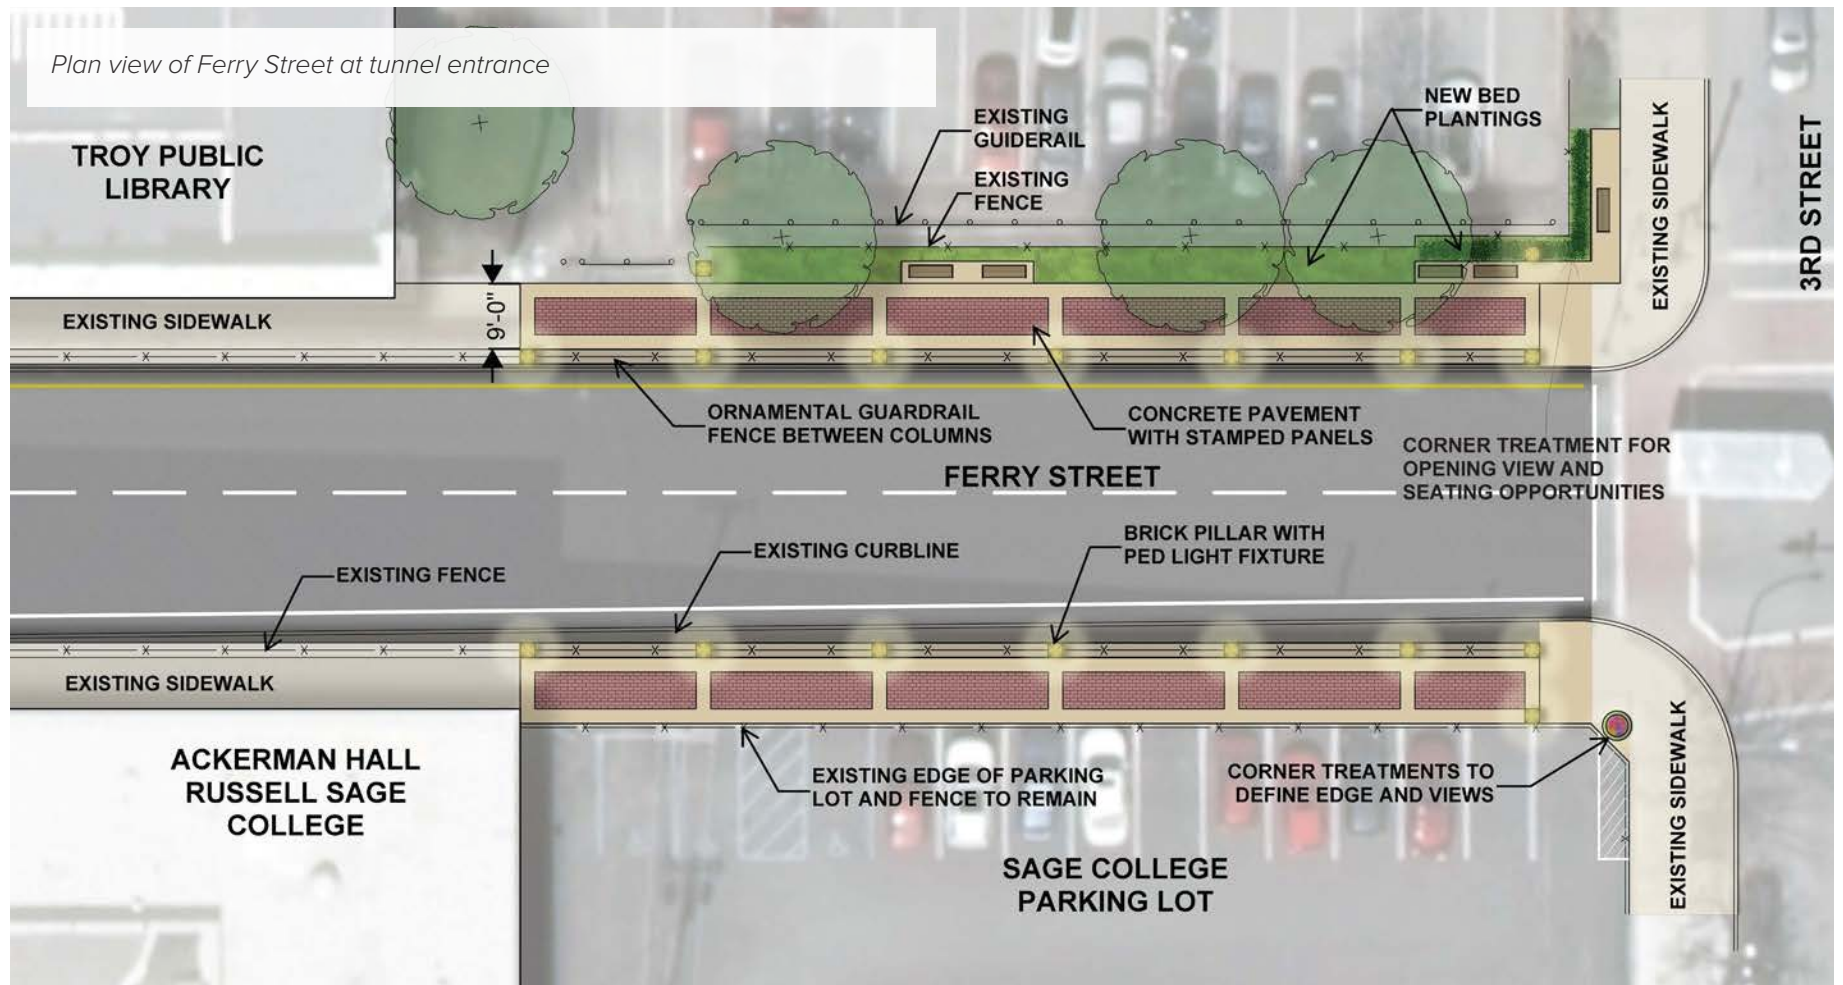 Plan view of Ferry Street at tunnel entrance
TROY PUBLIC
LIBRARY
EXISTING
GUIDERAIL
EXISTING
FENCE
NEW BED
PLANTINGS
EXISTING SIDEWALK
3RD STREET
EXISTING SIDEWALK
9'-0"
ORNAMENTAL GUARDRAIL
FENCE BETWEEN COLUMNS
CONCRETE PAVEMENT
WITH STAMPED PANELS
CORNER TREATMENT FOR
OPENING VIEW AND
SEATING OPPORTUNITIES
FERRY STREET
BRICK PILLAR WITH
PED LIGHT FIXTURE
EXISTING CURBLINE
EXISTING FENCE
EXISTING SIDEWALK
ACKERMAN HALL
RUSSELL SAGE
COLLEGE
EXISTING EDGE OF PARKING
LOT AND FENCE TO REMAIN
CORNER TREATMENTS TO
DEFINE EDGE AND VIEWS
EXISTING SIDEWALK
SAGE COLLEGE
PARKING LOT